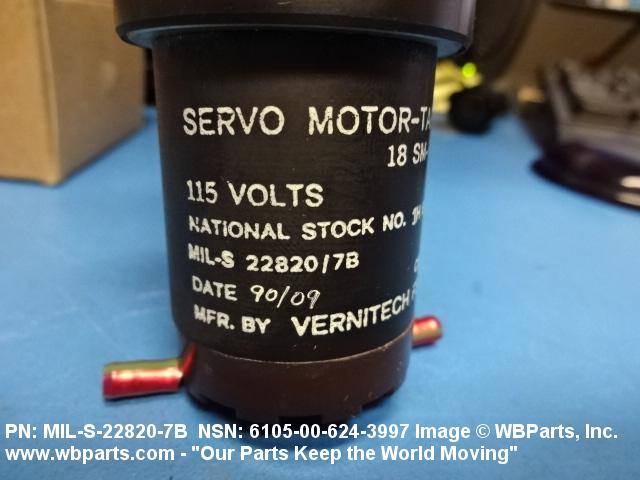 SERVO MOTOR-TA
18 SM-
115 VOLTS
NATIONAL STOCK NO. 1H
MIL-S 22820/7B
DATE 90/09
MFR. BY VERNITECH
PN: MIL-S-22820-7B NSN: 6105-00-624-3997 Image © WBParts, Inc.
www.wbparts.com - "Our Parts Keep the World Moving"